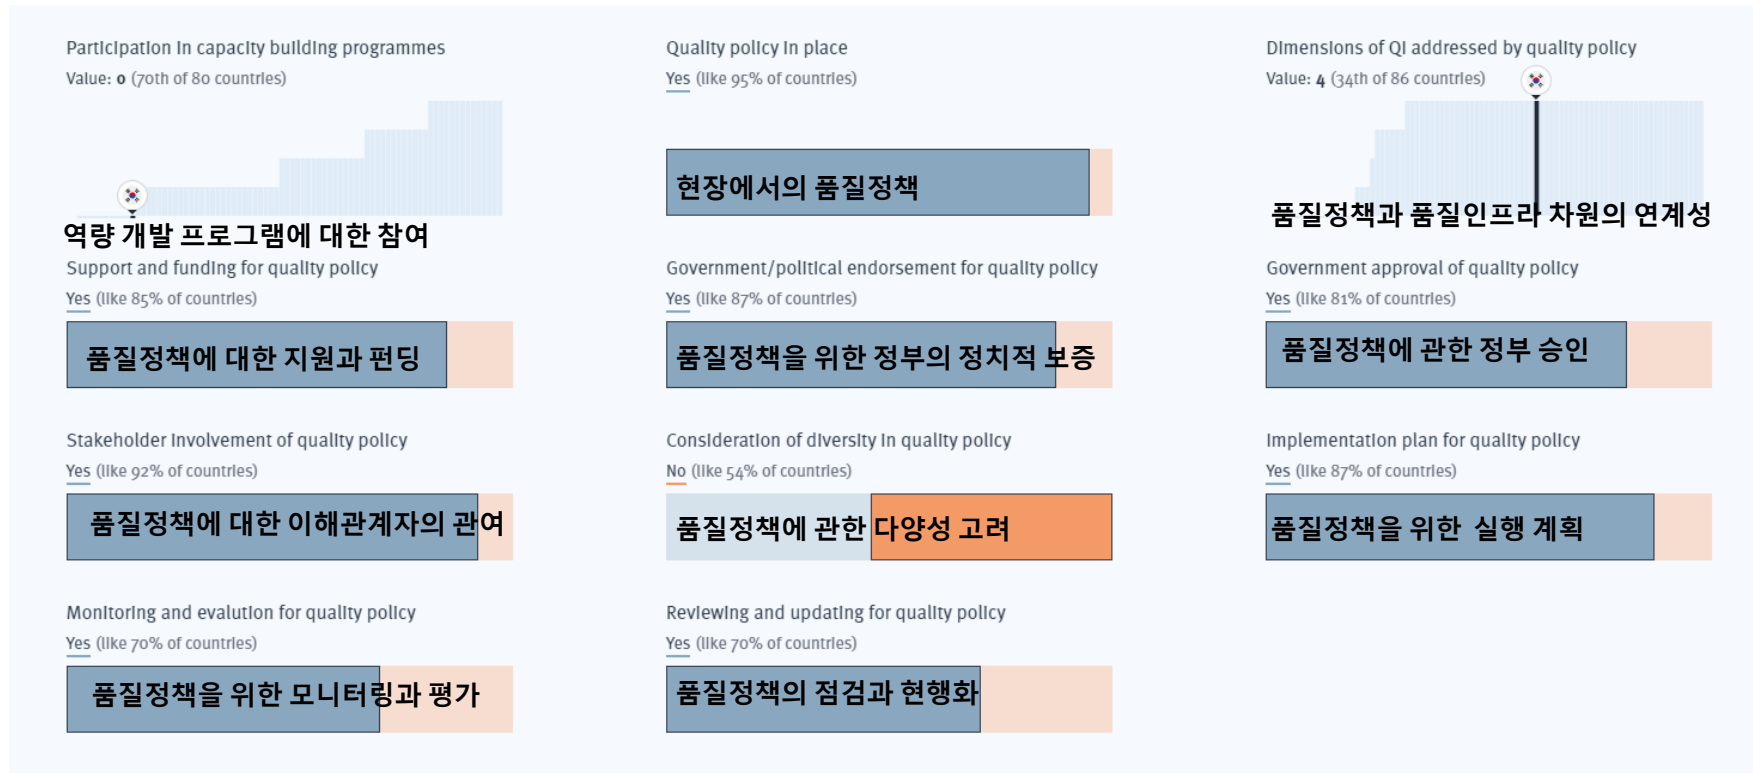 Participation in capacity building programmes
Value: 0 (70th of 80 countries)
역량 개발 프로그램에 대한 참여
Quality policy in place
Yes (like 95% of countries)
현장에서의 품질정책
Dimensions of QI addressed by quality policy
Value: 4 (34th of 86 countries)
품질정책과 품질인프라 차원의 연계성
Support and funding for quality policy
Yes (like 85% of countries)
품질정책에 대한 지원과 펀딩
Government/political endorsement for quality policy
Yes (like 87% of countries)
품질정책을 위한 정부의 정치적 보증
Government approval of quality policy
Yes (like 81% of countries)
품질정책에 관한 정부 승인
Stakeholder involvement of quality policy
Yes (like 92% of countries)
품질정책에 대한 이해관계자의 관여
Consideration of diversity in quality policy
No (like 54% of countries)
품질정책에 관한 다양성 고려
Implementation plan for quality policy
Yes (like 87% of countries)
품질정책을 위한 실행 계획
Monitoring and evalution for quality policy
Yes (like 70% of countries)
품질정책을 위한 모니터링과 평가
Reviewing and updating for quality policy
Yes (like 70% of countries)
품질정책의 점검과 현행화